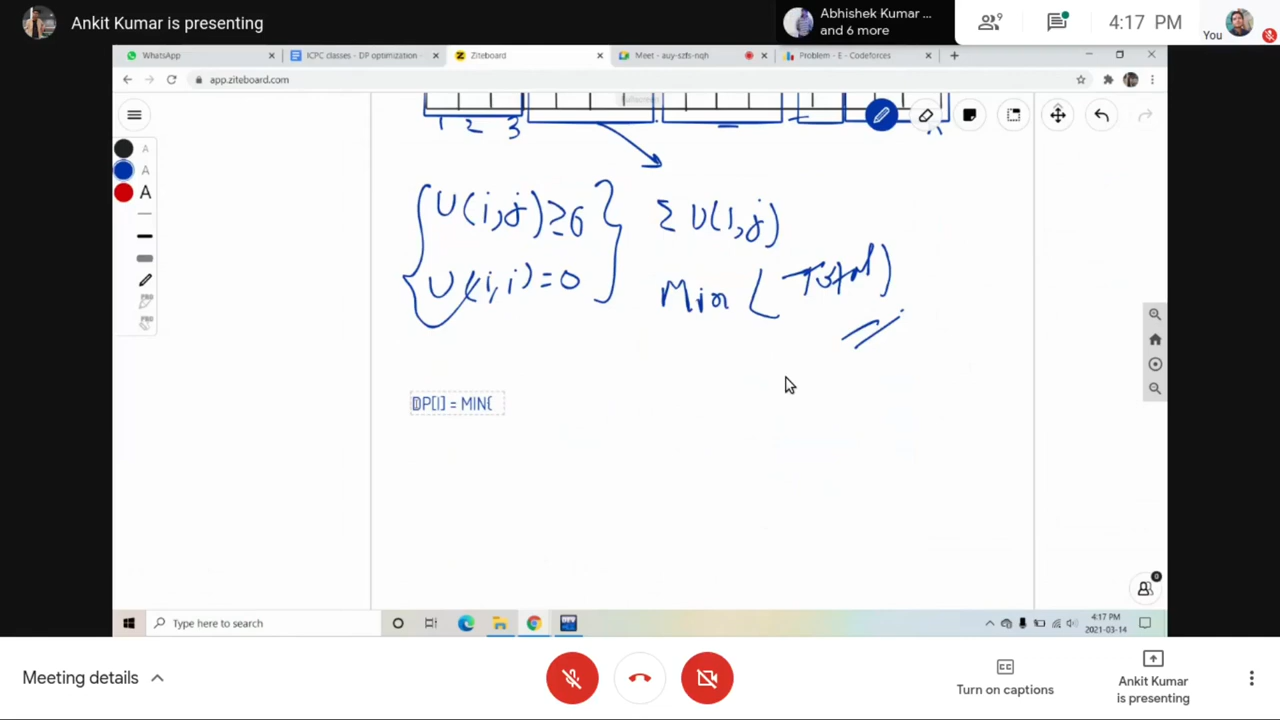 Ankit Kumar is presenting
Abhishek Kumar ...
and 6 more
4:17 PM
You
WhatsApp
ICPC classes - DP optimization -
Ziteboard
Meet - auy-szfs-nqh
Problem - E - Codeforces
app.ziteboard.com
1 2 3
U(i,j) ≥ 0
Σ U(i,j)
U(i,i) = 0
Min (Total)
A
A
A
DP[I] = MIN(
Type here to search
4:17 PM
2021-03-14
Meeting details
Turn on captions
Ankit Kumar
is presenting